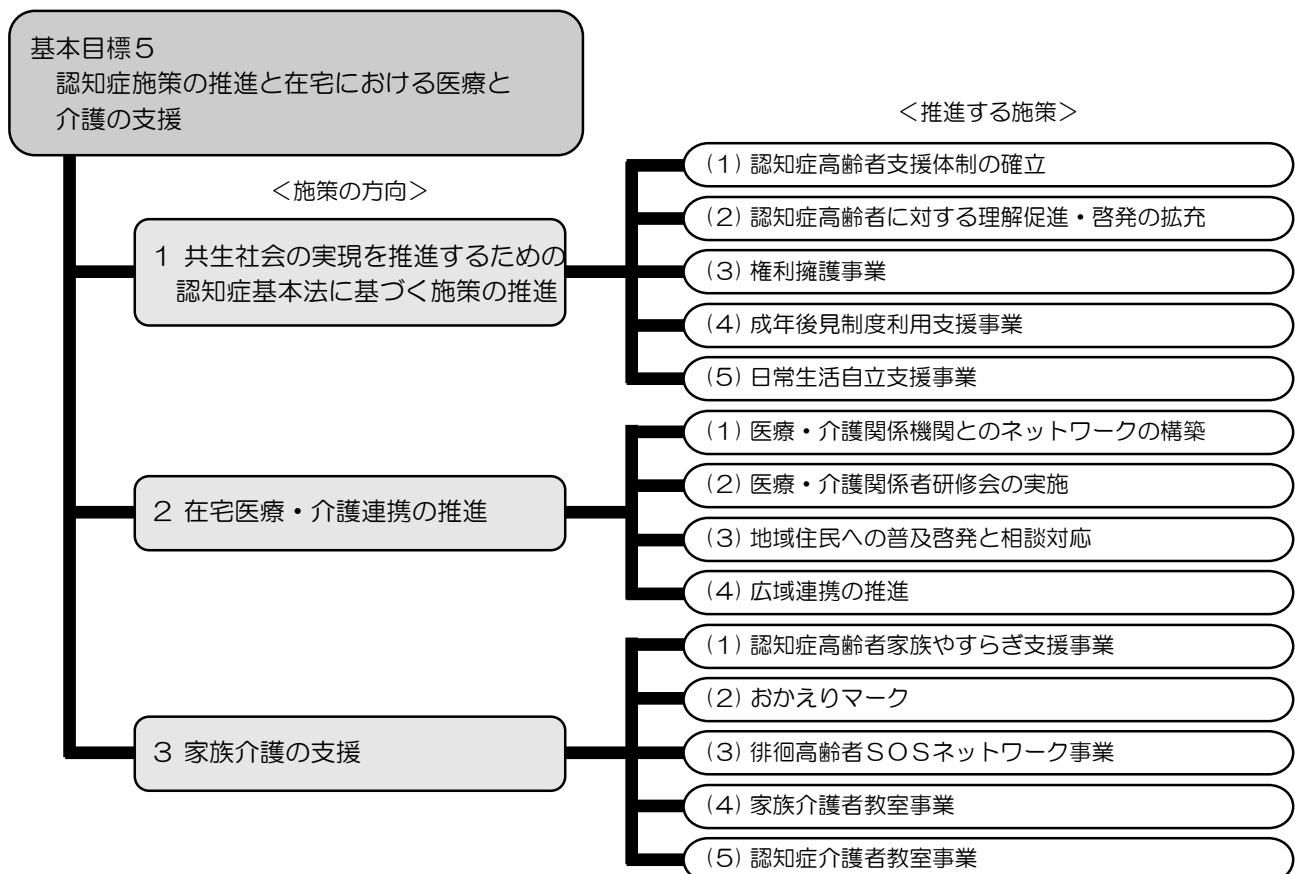 基本目標5
認知症施策の推進と在宅における医療と
介護の支援
＜施策の方向＞
＜推進する施策＞
1 共生社会の実現を推進するための
認知症基本法に基づく施策の推進
(1) 認知症高齢者支援体制の確立
(2) 認知症高齢者に対する理解促進・啓発の拡充
(3) 権利擁護事業
(4) 成年後見制度利用支援事業
(5) 日常生活自立支援事業
2 在宅医療・介護連携の推進
(1) 医療・介護関係機関とのネットワークの構築
(2) 医療・介護関係者研修会の実施
(3) 地域住民への普及啓発と相談対応
(4) 広域連携の推進
3 家族介護の支援
(1) 認知症高齢者家族やすらぎ支援事業
(2) おかえりマーク
(3) 徘徊高齢者SOSネットワーク事業
(4) 家族介護者教室事業
(5) 認知症介護者教室事業